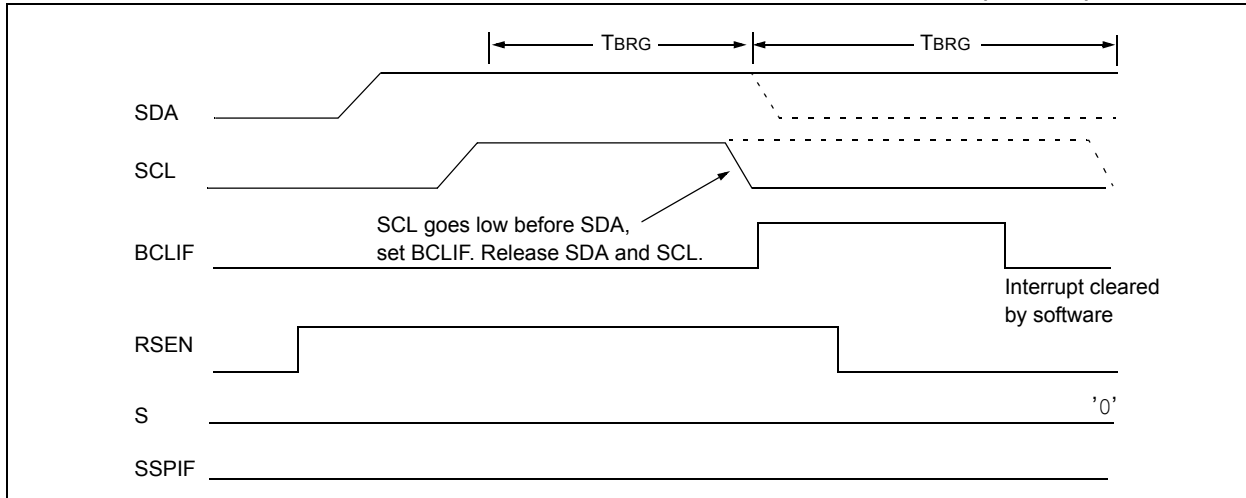 TBRG
TBRG
SDA
SCL
SCL goes low before SDA,
set BCLIF. Release SDA and SCL.
BCLIF
Interrupt cleared
by software
RSEN
S
'0'
SSPIF